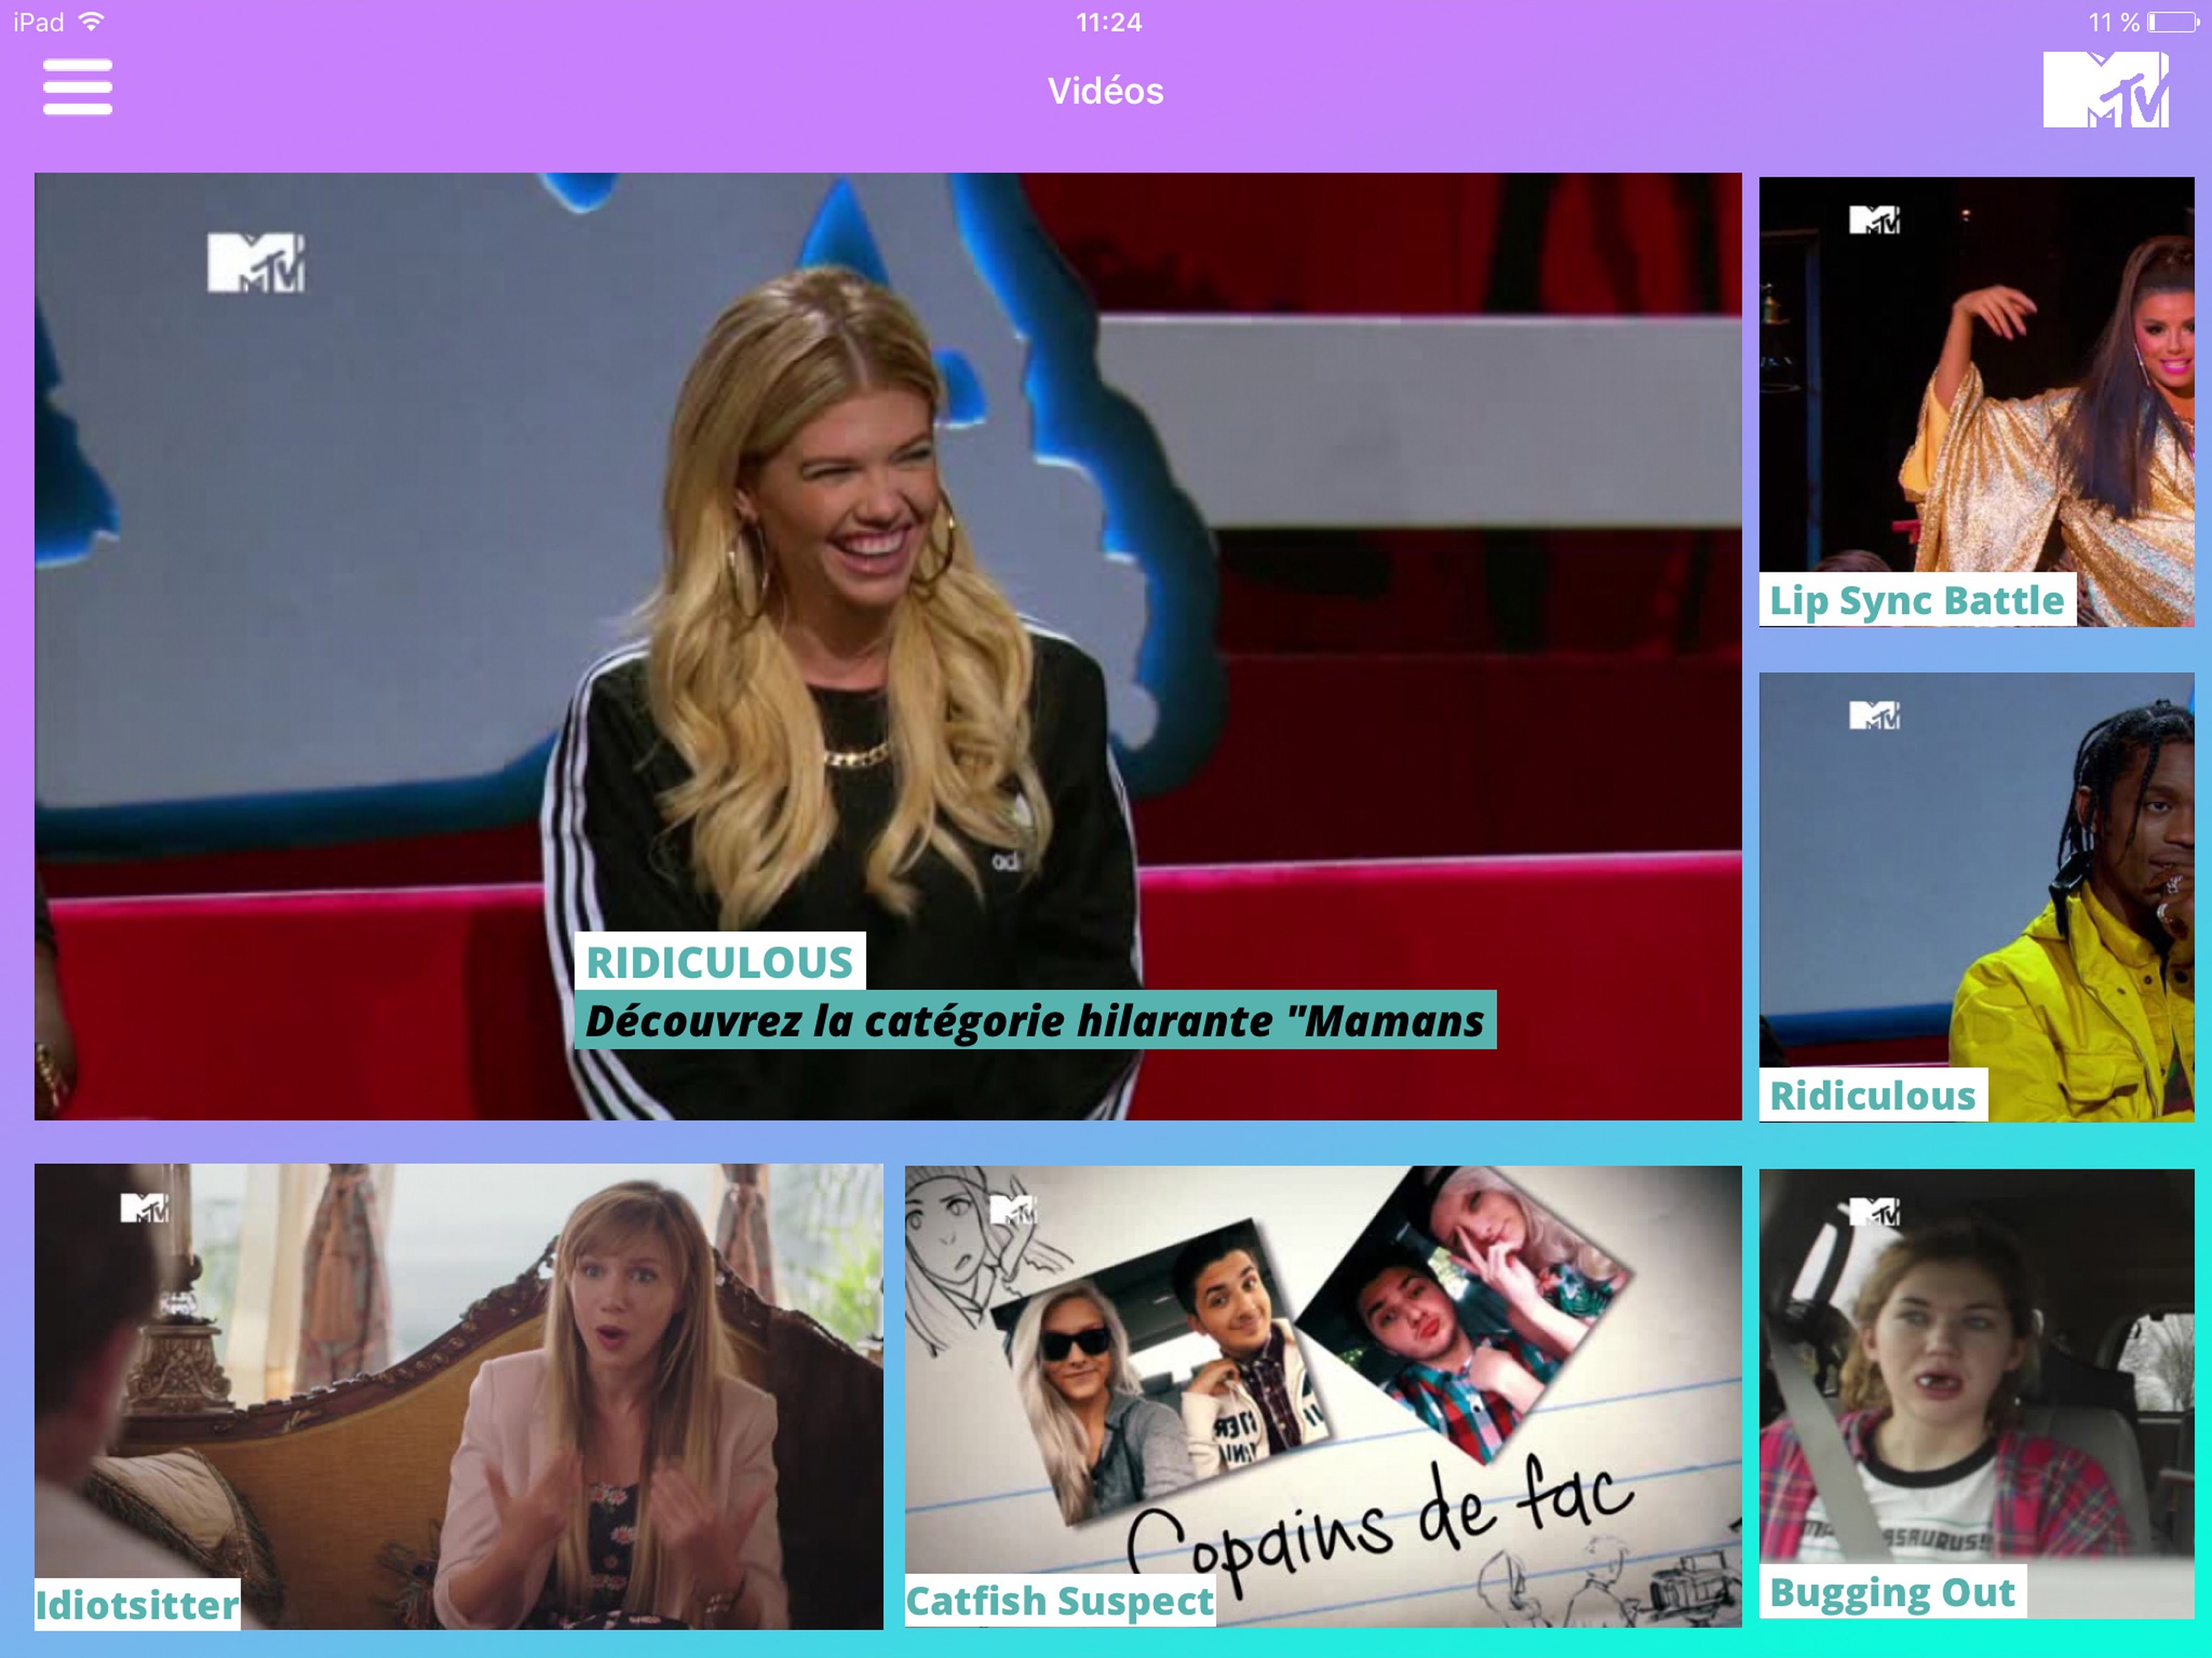 iPad
11:24
11 %
Vidéos
MTV
MTV
adi
RIDICULOUS
Découvrez la catégorie hilarante "Mamans
MTV
Lip Sync Battle
MTV
Ridiculous
MTV
Idiotsitter
MTV
Copains de fac
Catfish Suspect
MTV
Bugging Out